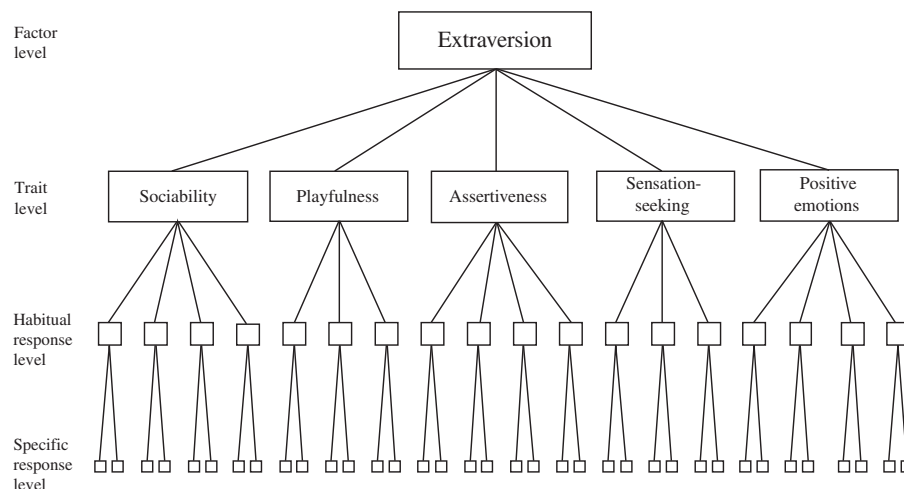 Factor
level
Extraversion
Trait
level
Sociability
Playfulness
Assertiveness
Sensation-
seeking
Positive
emotions
Habitual
response
level
Specific
response
level